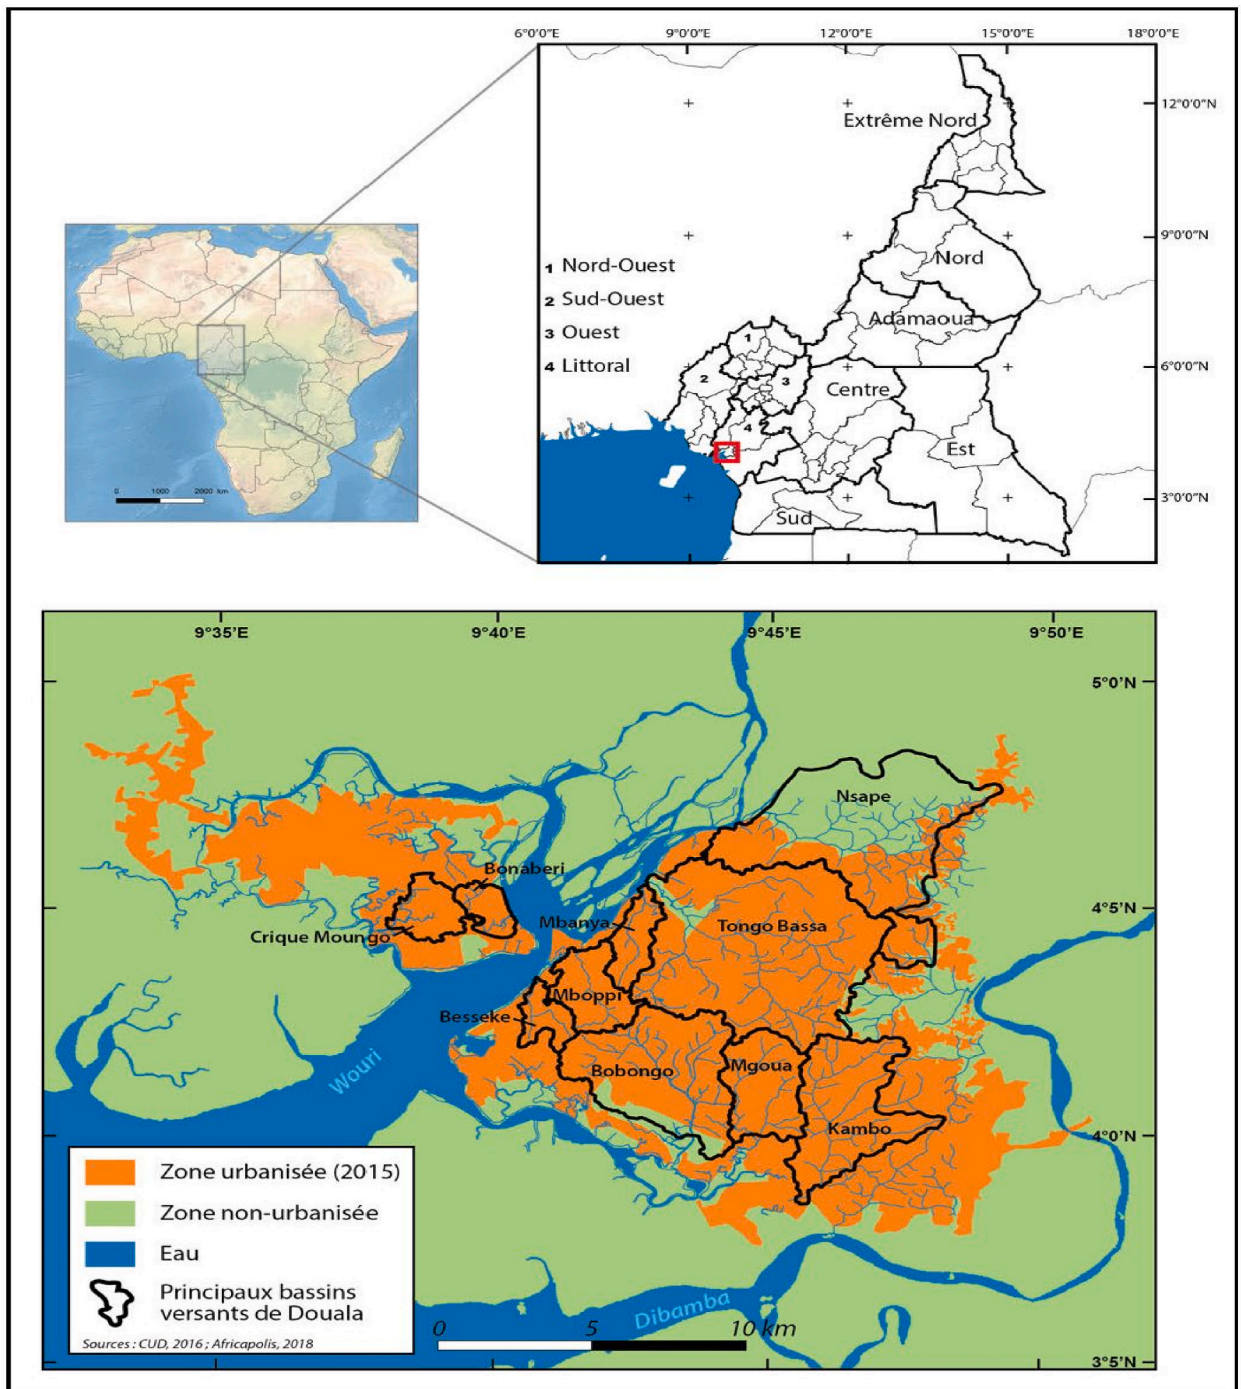 6°0'0"E 9°0'0"E 12°0'0"E 15°0'0"E 18°0'0"E
12°0'0"N
Extrême Nord
9°0'0"N
Nord
1 Nord-Ouest
2 Sud-Ouest
Adamaoua
3 Ouest
1
4 Littoral
6°0'0"N
2
3
Centre
4
Est
3°0'0"N
Sud
0 1000 2000 km
9°35'E 9°40'E 9°45'E 9°50'E
5°0'N
Nsape
Bonaberi
4°5'N
Mbanya
Tongo Bassa
Crique Moungo
Mboppi
Besseke
Wouri
Bobongo
Mgoua
Kambo
4°0'N
Zone urbanisée (2015)
Zone non-urbanisée
Eau
Principaux bassins
versants de Douala
Sources : CUD, 2016 ; Africapolis, 2018
Dibamba
0 5 10 km
3°5'N